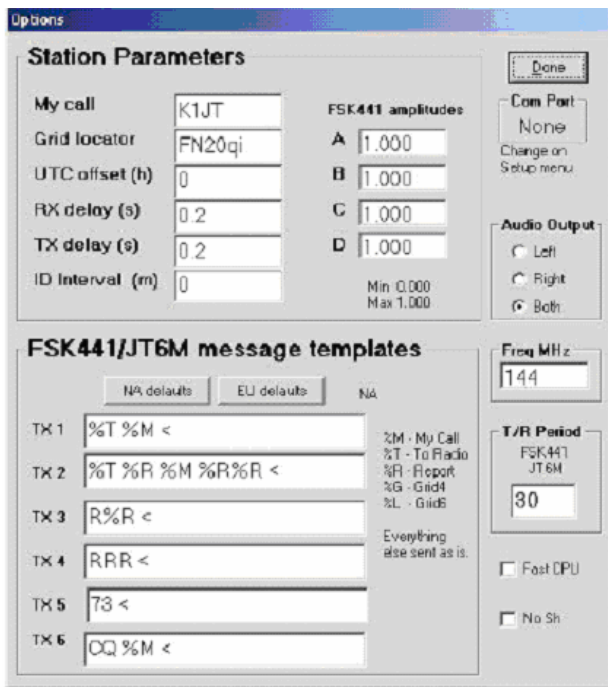 Options
Station Parameters
My call K1JT
Grid locator FN20qi
UTC offset (h) 0
RX delay (s) 0.2
TX delay (s) 0.2
ID Interval (m) 0
FSK441 amplitudes
A 1.000
B 1.000
C 1.000
D 1.000
Min 0.000
Max 1.000
Done
Com Port
None
Change on
Setup menu
Audio Output
Left
Right
Both
FSK441/JT6M message templates
NA defaults EU defaults NA
TX 1 %T %M <
TX 2 %T %R %M %R%R <
TX 3 R%R <
TX 4 RRR <
TX 5 73 <
TX 6 CQ %M <
%M - My Call
%T - To Radio
%R - Report
%G - Grid4
%L - Grid6
Everything
else sent as is.
Freq MHz
144
T/R Period
FSK441
JT6M
30
Fast CPU
No Sh